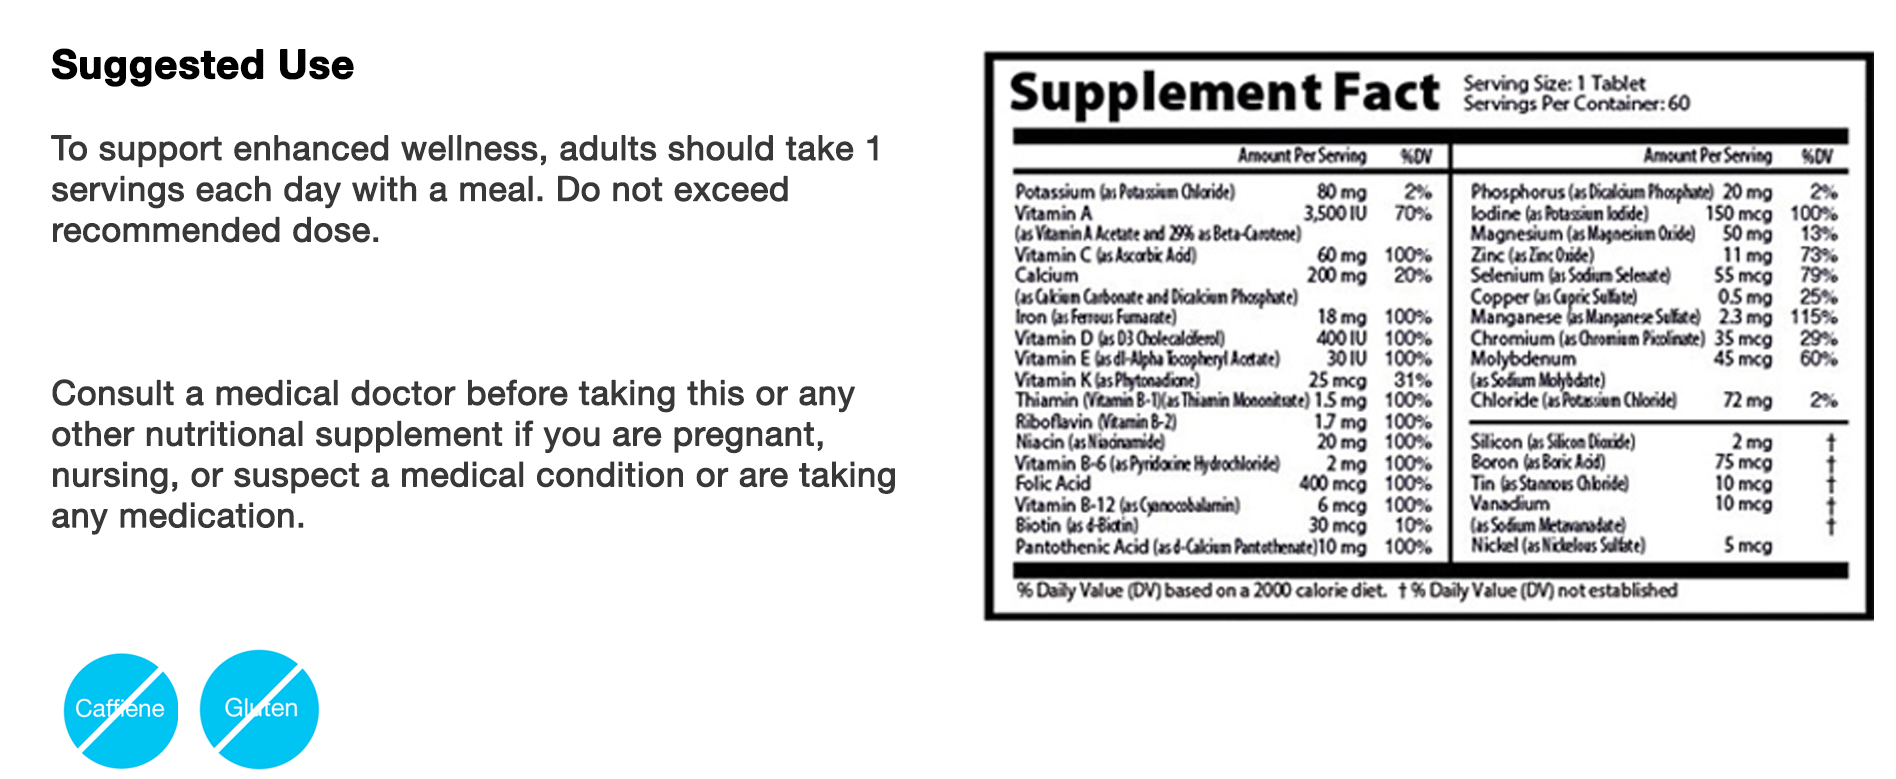 Suggested Use
To support enhanced wellness, adults should take 1
servings each day with a meal. Do not exceed
recommended dose.
Consult a medical doctor before taking this or any
other nutritional supplement if you are pregnant,
nursing, or suspect a medical condition or are taking
any medication.
Caffiene
Gluten
Supplement Fact
Serving Size: 1 Tablet
Servings Per Container: 60
Amount Per Serving %DV
Potassium (as Potassium Chloride) 80 mg 2%
Vitamin A 3,500 IU 70%
(as Vitamin A Acetate and 29% as Beta-Carotene)
Vitamin C (as Ascorbic Acid) 60 mg 100%
Calcium 200 mg 20%
(as Calcium Carbonate and Dicalcium Phosphate)
Iron (as Ferrous Fumarate) 18 mg 100%
Vitamin D (as D3 Cholecalciferol) 400 IU 100%
Vitamin E (as dl-Alpha Tocopheryl Acetate) 30 IU 100%
Vitamin K (as Phytonadione) 25 mcg 31%
Thiamin (Vitamin B-1)(as Thiamin Mononitrate) 1.5 mg 100%
Riboflavin (Vitamin B-2) 1.7 mg 100%
Niacin (as Niacinamide) 20 mg 100%
Vitamin B-6 (as Pyridoxine Hydrochloride) 2 mg 100%
Folic Acid 400 mcg 100%
Vitamin B-12 (as Cyanocobalamin) 6 mcg 100%
Biotin (as d-Biotin) 30 mcg 10%
Pantothenic Acid (as d-Calcium Pantothenate) 10 mg 100%
Amount Per Serving %DV
Phosphorus (as Dicalcium Phosphate) 20 mg 2%
Iodine (as Potassium Iodide) 150 mcg 100%
Magnesium (as Magnesium Oxide) 50 mg 13%
Zinc (as Zinc Oxide) 11 mg 73%
Selenium (as Sodium Selenate) 55 mcg 79%
Copper (as Cupric Sulfate) 0.5 mg 25%
Manganese (as Manganese Sulfate) 2.3 mg 115%
Chromium (as Chromium Picolinate) 35 mcg 29%
Molybdenum 45 mcg 60%
(as Sodium Molybdate)
Chloride (as Potassium Chloride) 72 mg 2%
Silicon (as Silicon Dioxide) 2 mg †
Boron (as Boric Acid) 75 mcg †
Tin (as Stannous Chloride) 10 mcg †
Vanadium 10 mcg †
(as Sodium Metavanadate) †
Nickel (as Nickelous Sulfate) 5 mcg
% Daily Value (DV) based on a 2000 calorie diet. † % Daily Value (DV) not established